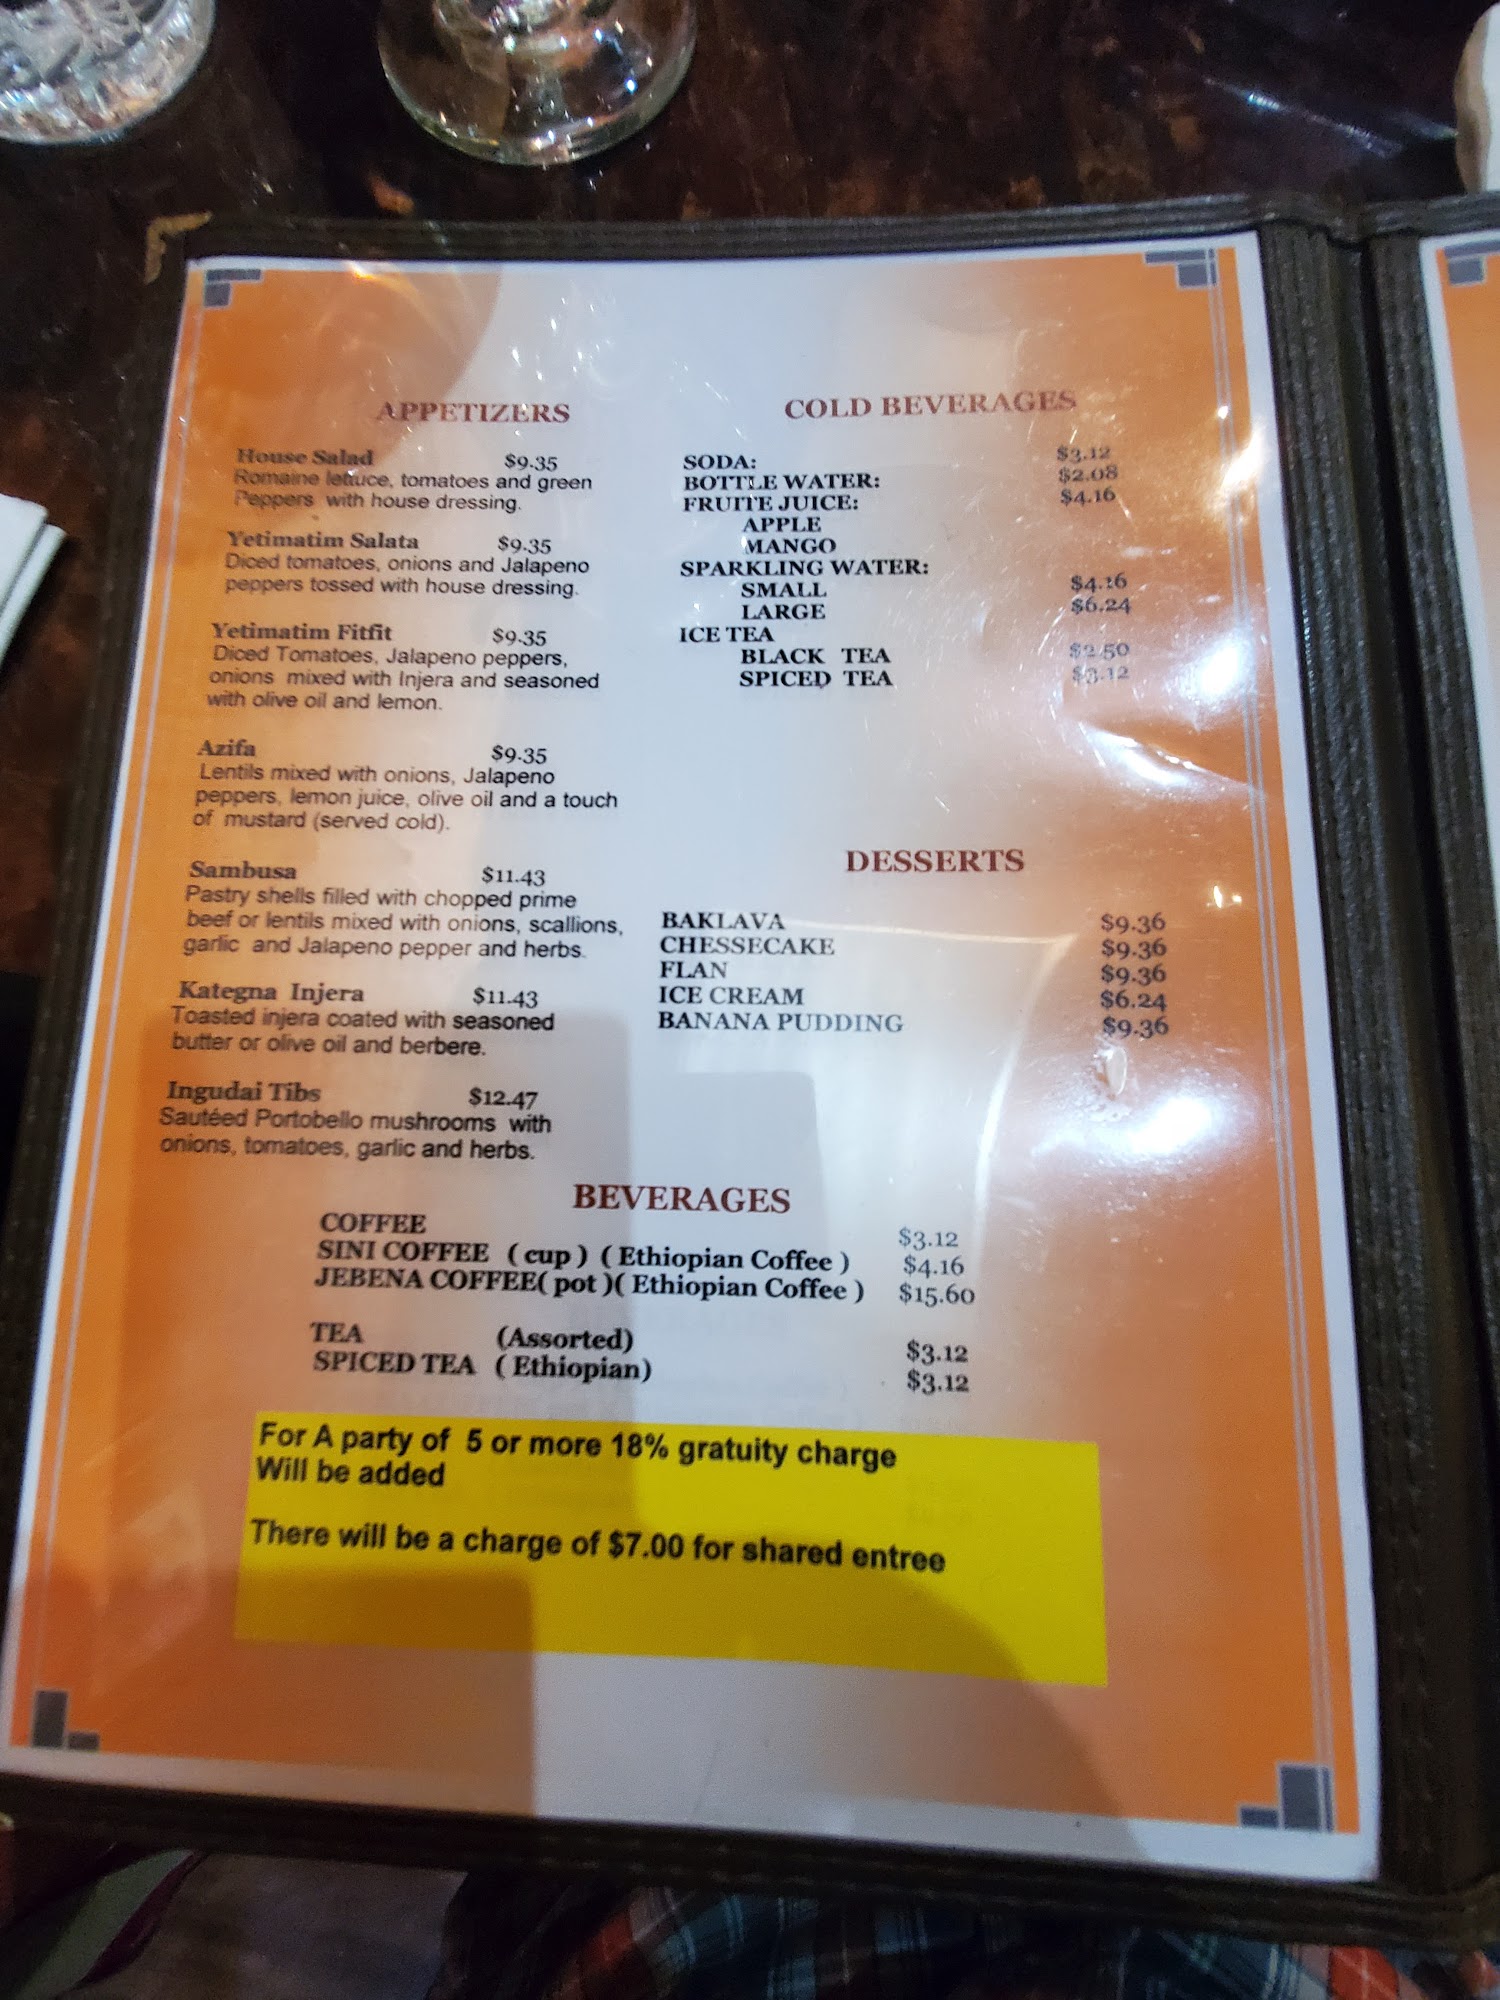 APPETIZERS
House Salad $9.35
Romaine lettuce, tomatoes and green
Peppers with house dressing.
Yetimatim Salata $9.35
Diced tomatoes, onions and Jalapeno
peppers tossed with house dressing.
Yetimatim Fitfit $9.35
Diced Tomatoes, Jalapeno peppers,
onions mixed with Injera and seasoned
with olive oil and lemon.
Azifa $9.35
Lentils mixed with onions, Jalapeno
peppers, lemon juice, olive oil and a touch
of mustard (served cold).
Sambusa $11.43
Pastry shells filled with chopped prime
beef or lentils mixed with onions, scallions,
garlic and Jalapeno pepper and herbs.
Kategna Injera $11.43
Toasted injera coated with seasoned
butter or olive oil and berbere.
Ingudai Tibs $12.47
Sautéed Portobello mushrooms with
onions, tomatoes, garlic and herbs.
COLD BEVERAGES
SODA: $3.12
BOTTLE WATER: $2.08
FRUITE JUICE: $4.16
APPLE
MANGO
SPARKLING WATER:
SMALL $4.16
LARGE $6.24
ICE TEA
BLACK TEA $2.50
SPICED TEA $3.12
DESSERTS
BAKLAVA $9.36
CHESSECAKE $9.36
FLAN $9.36
ICE CREAM $6.24
BANANA PUDDING $9.36
BEVERAGES
COFFEE $3.12
SINI COFFEE ( cup ) ( Ethiopian Coffee ) $4.16
JEBENA COFFEE( pot )( Ethiopian Coffee ) $15.60
TEA (Assorted) $3.12
SPICED TEA ( Ethiopian) $3.12
For A party of 5 or more 18% gratuity charge
Will be added
There will be a charge of $7.00 for shared entree